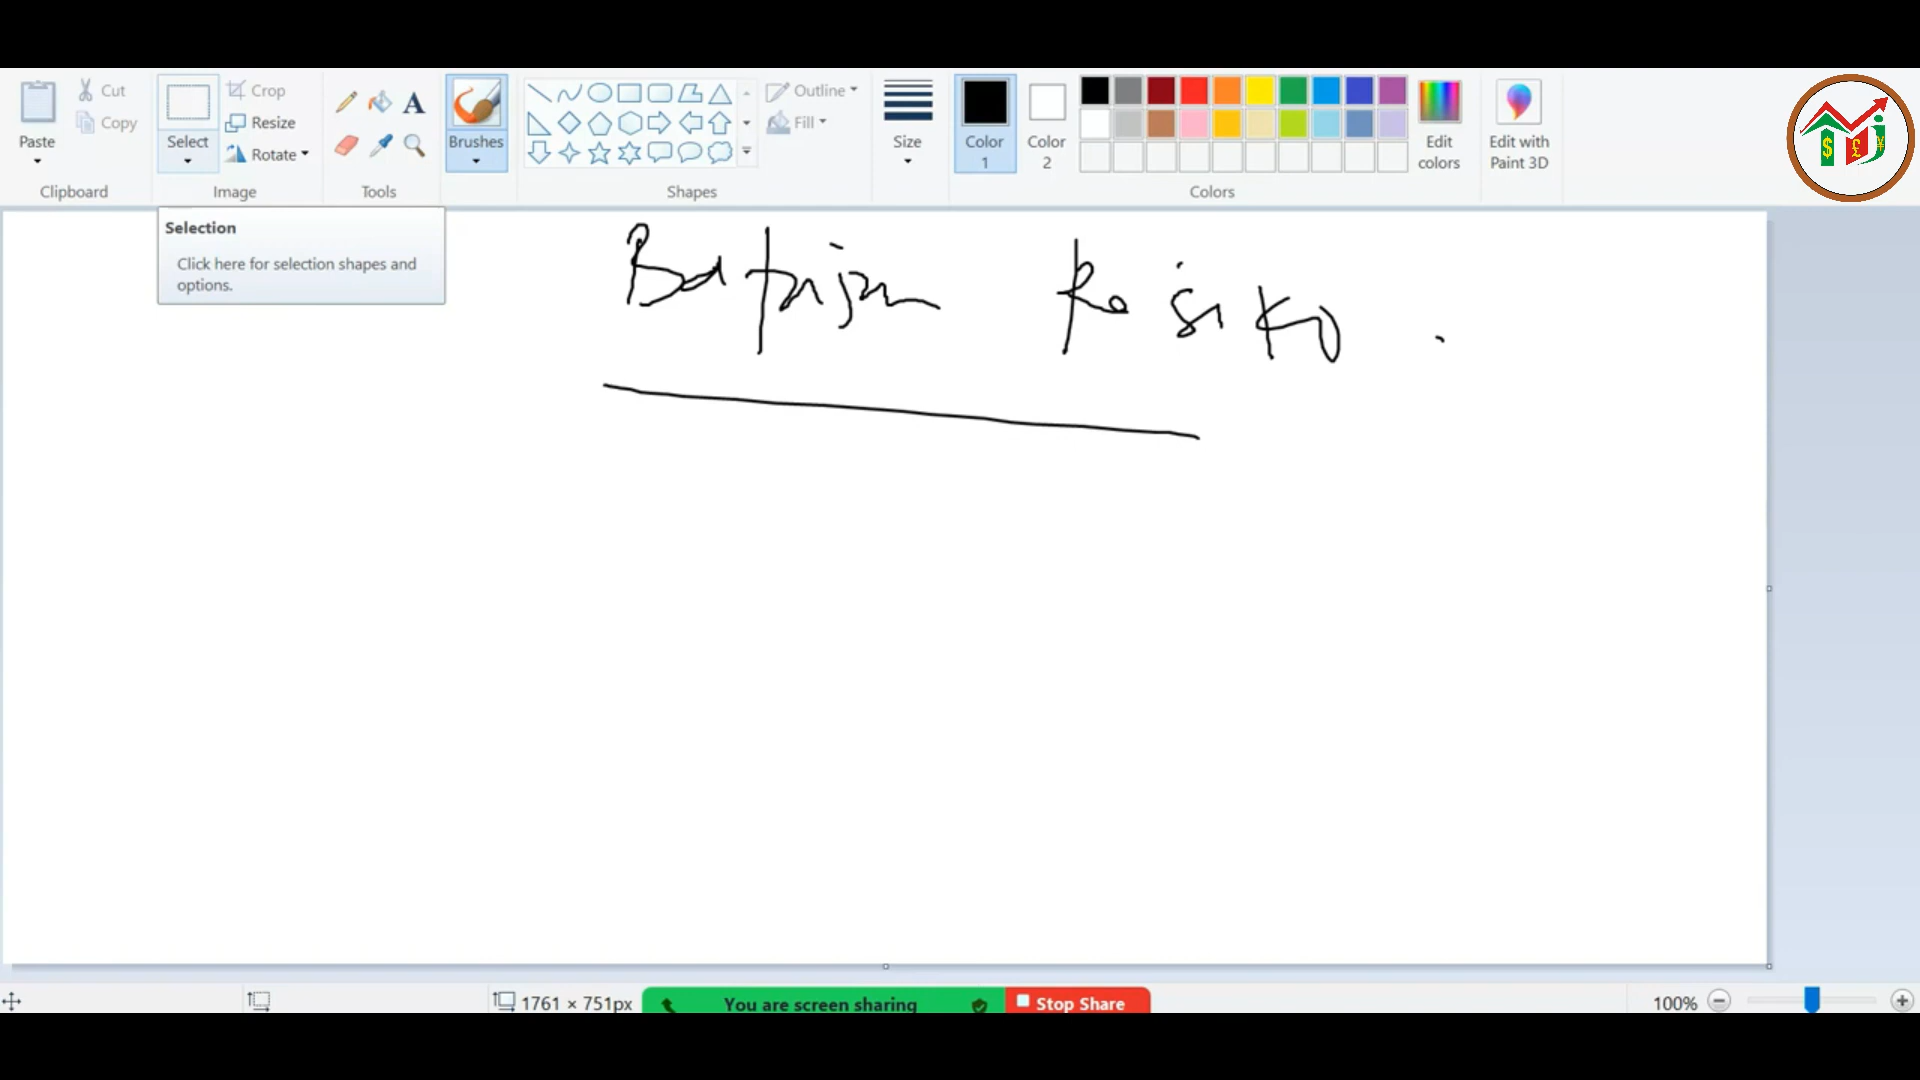 Paste
Cut
Copy
Clipboard
Select
Crop
Resize
Rotate
Image
Tools
Brushes
Shapes
Outline
Fill
Size
Color 1
Color 2
Colors
Edit colors
Edit with Paint 3D
Selection
Click here for selection shapes and
options.
Resiko
1761 × 751px
You are screen sharing
Stop Share
100%